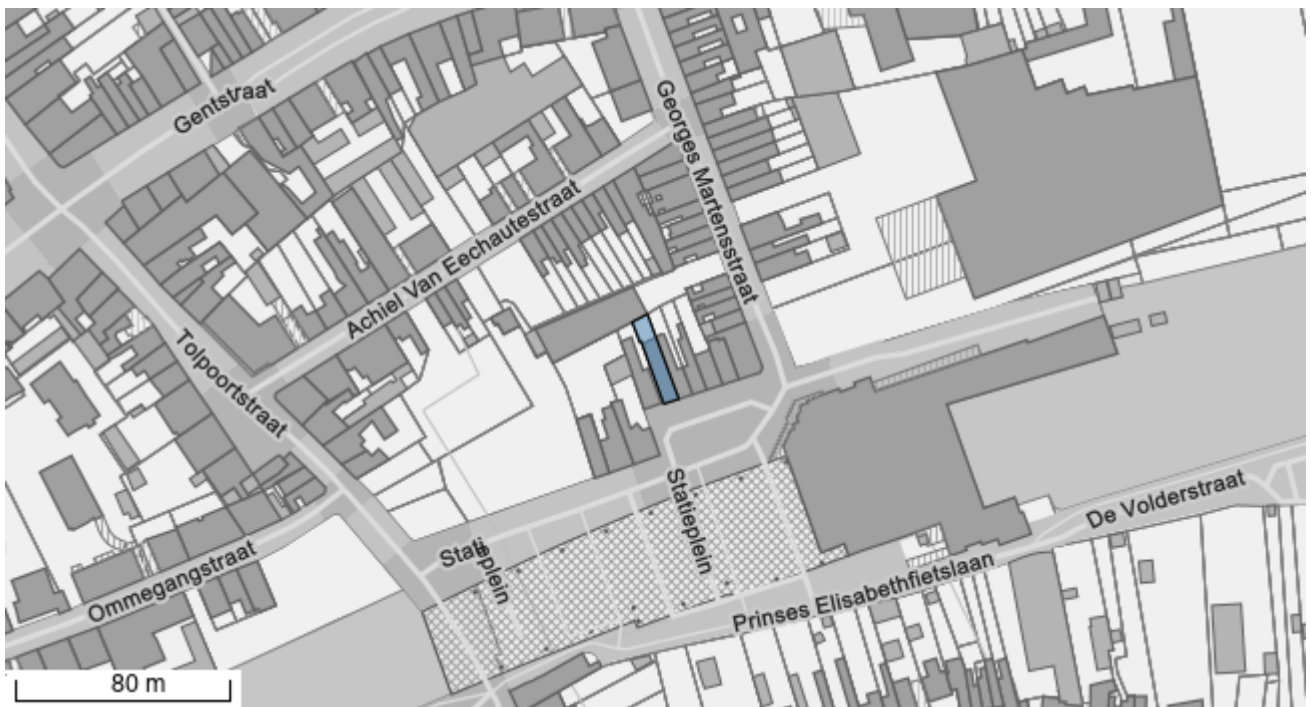 Gentstraat
Georges Martensstraat
Achiel Van Eechautestraat
Tolpoortstraat
Statieplein
Statieplein
De Volderstraat
Ommegangstraat
Prinses Elisabethfietslaan
80 m